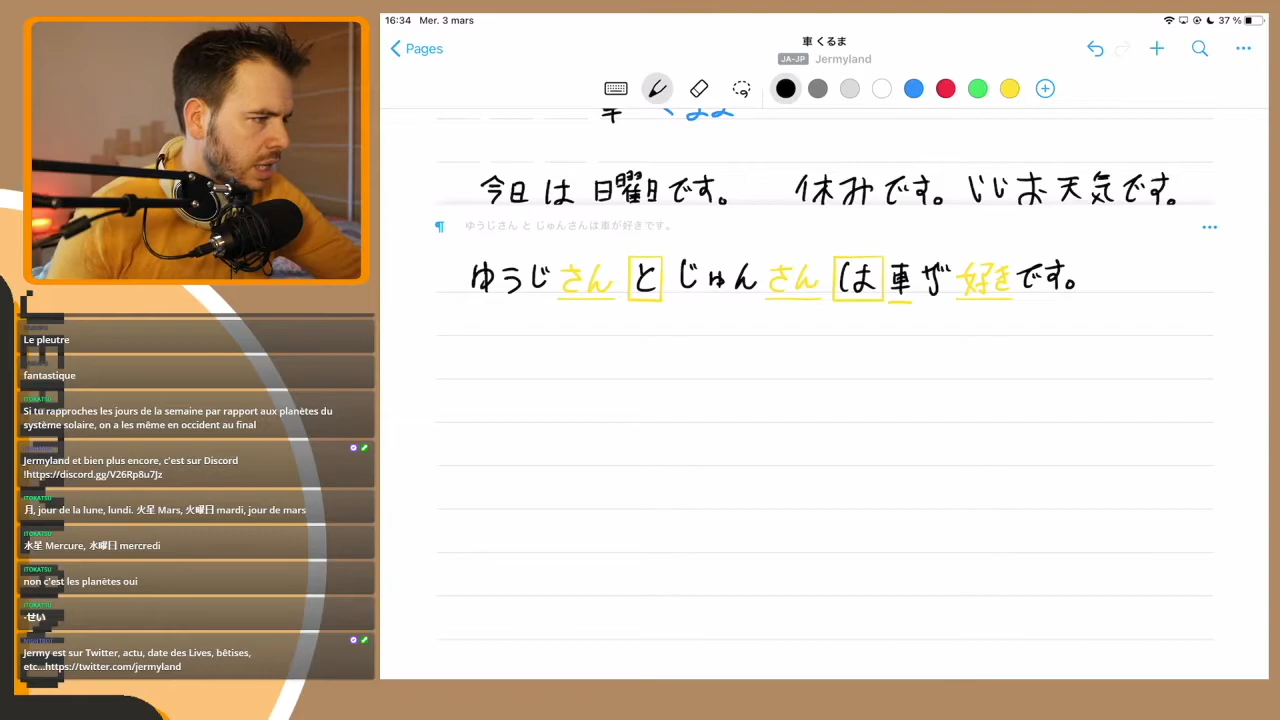 16:34 Mer. 3 mars
37 %
Pages
車 くるま
JA-JP Jermyland
今日は日曜日です。 休みです。いいお天気です。
ゆうじさん と じゅんさんは車が好きです。
ゆうじさんとじゅんさんは車が好きです。
Le pleutre
fantastique
ITOKATSU
Si tu rapproches les jours de la semaine par rapport aux planètes du
système solaire, on a les même en occident au final
Jermyland et bien plus encore, c'est sur Discord
!https://discord.gg/V26Rp8u7Jz
ITOKATSU
月, jour de la lune, lundi. 火星 Mars, 火曜日 mardi, jour de mars
ITOKATSU
水星 Mercure, 水曜日 mercredi
ITOKATSU
non c'est les planètes oui
ITOKATSU
-せい
Jermy est sur Twitter, actu, date des Lives, bêtises,
etc...https://twitter.com/jermyland